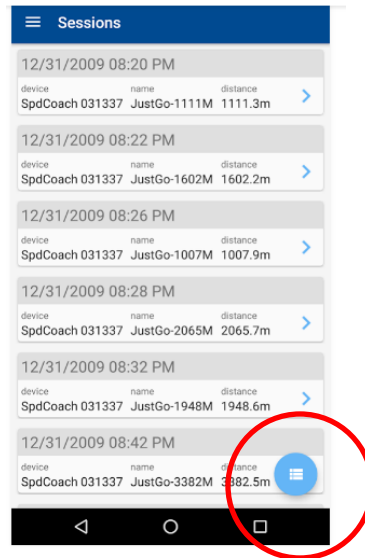 Sessions
12/31/2009 08:20 PM
device name distance
SpdCoach 031337 JustGo-1111M 1111.3m
12/31/2009 08:22 PM
device name distance
SpdCoach 031337 JustGo-1602M 1602.2m
12/31/2009 08:26 PM
device name distance
SpdCoach 031337 JustGo-1007M 1007.9m
12/31/2009 08:28 PM
device name distance
SpdCoach 031337 JustGo-2065M 2065.7m
12/31/2009 08:32 PM
device name distance
SpdCoach 031337 JustGo-1948M 1948.6m
12/31/2009 08:42 PM
device name distance
SpdCoach 031337 JustGo-3382M 3382.5m